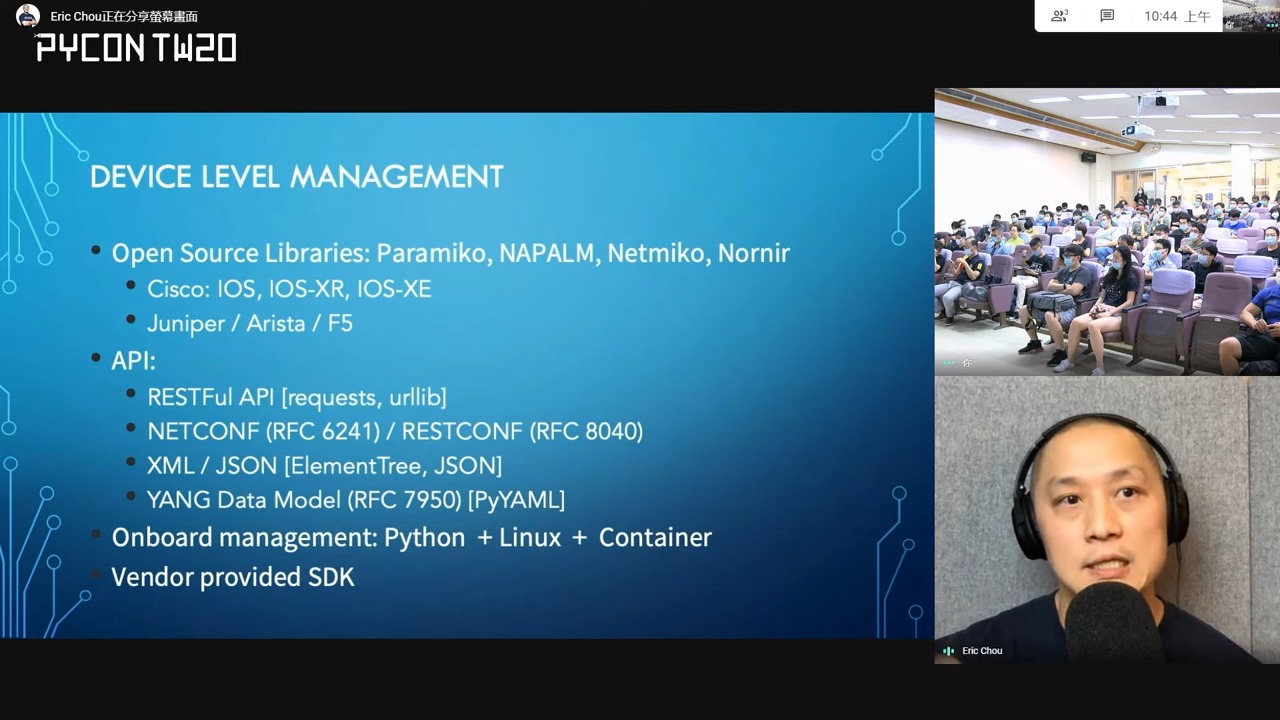 Eric Chou正在分享螢幕畫面
3
10:44 上午
你
PYCON TW20
DEVICE LEVEL MANAGEMENT
• Open Source Libraries: Paramiko, NAPALM, Netmiko, Nornir
• Cisco: IOS, IOS-XR, IOS-XE
• Juniper / Arista / F5
• API:
• RESTFul API [requests, urllib]
• NETCONF (RFC 6241) / RESTCONF (RFC 8040)
• XML / JSON [ElementTree, JSON]
• YANG Data Model (RFC 7950) [PyYAML]
• Onboard management: Python + Linux + Container
• Vendor provided SDK
你
Eric Chou